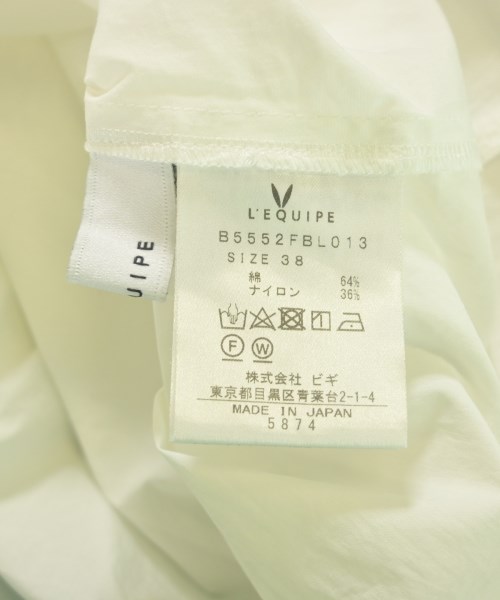 L'EQUIPE
B5552FBL013
SIZE 38
綿 64%
ナイロン 36%
F W
株式会社 ビギ
東京都目黒区青葉台2-1-4
MADE IN JAPAN
5874
UIPE